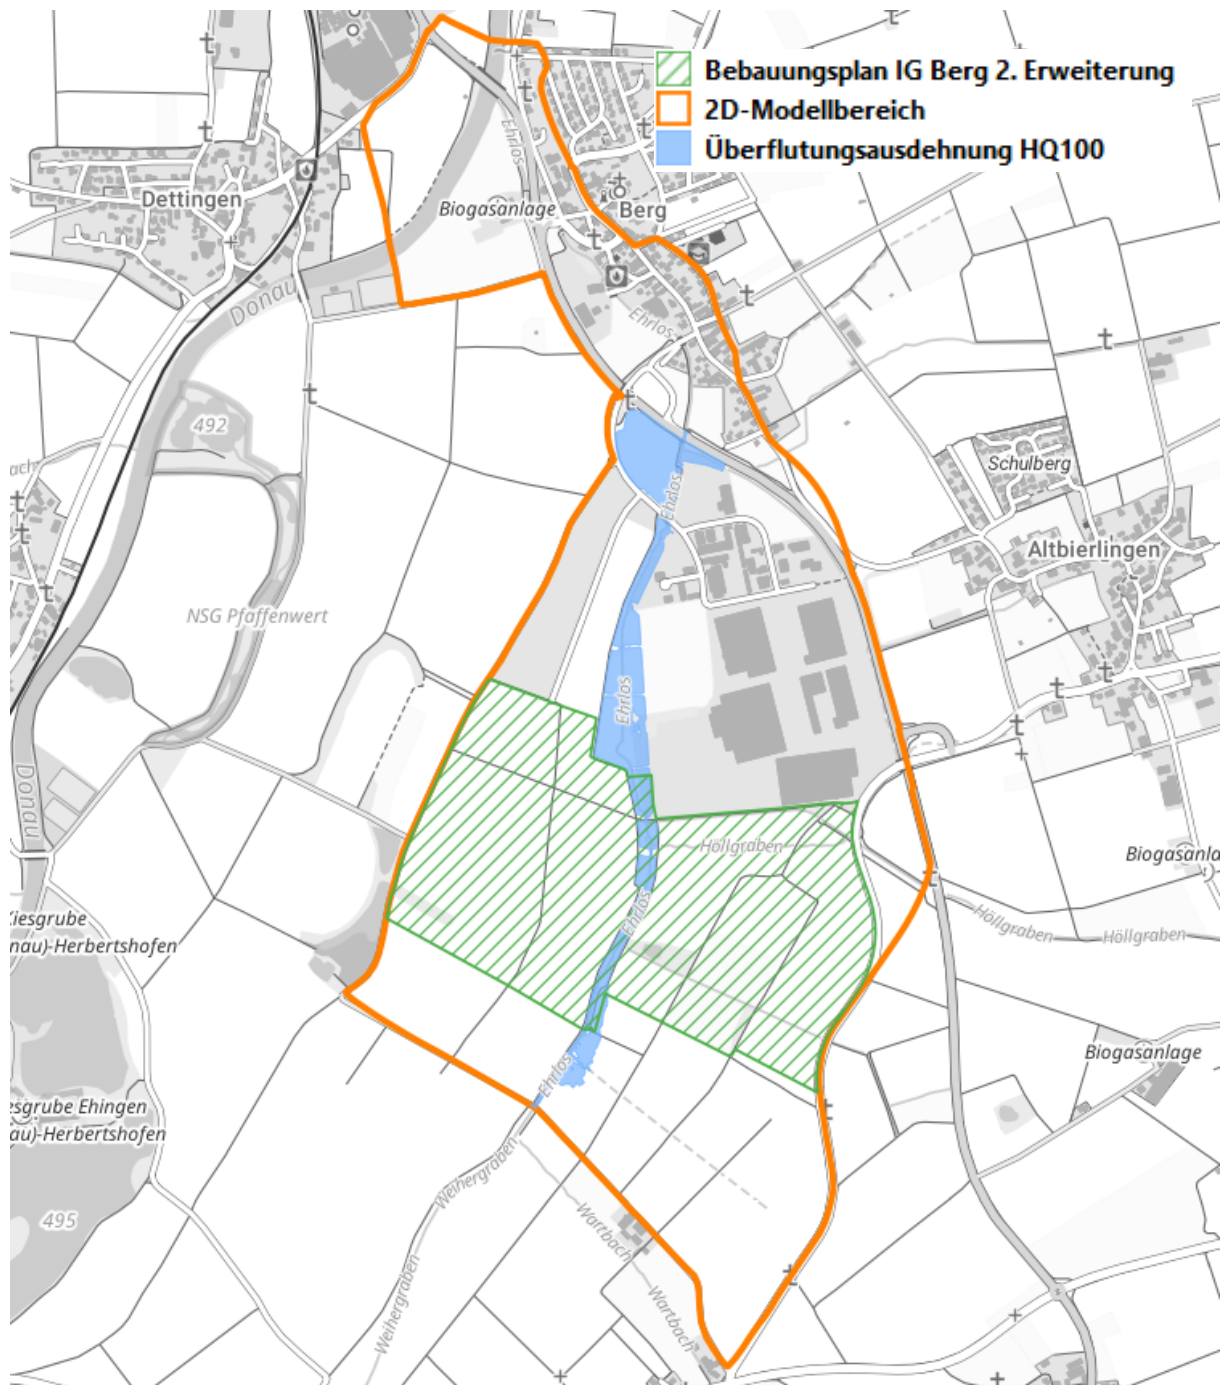 Bebauungsplan IG Berg 2. Erweiterung
2D-Modellbereich
Überflutungsausdehnung HQ100
Ehrlos
Dettingen
Biogasanlage
Berg
Donau
Ehrlos
492
Schulberg
Ehrlos
Altbierlingen
NSG Pfaffenwert
Ehrlos
Donau
Höllgraben
Biogasanla
Ehrlos
Höllgraben
Höllgraben
Kiesgrube
nau)-Herbertshofen
Ehrlos
Biogasanlage
esgrube Ehingen
au)-Herbertshofen
Weihergraben
495
Wartbach
Weihergraben
Wartbach